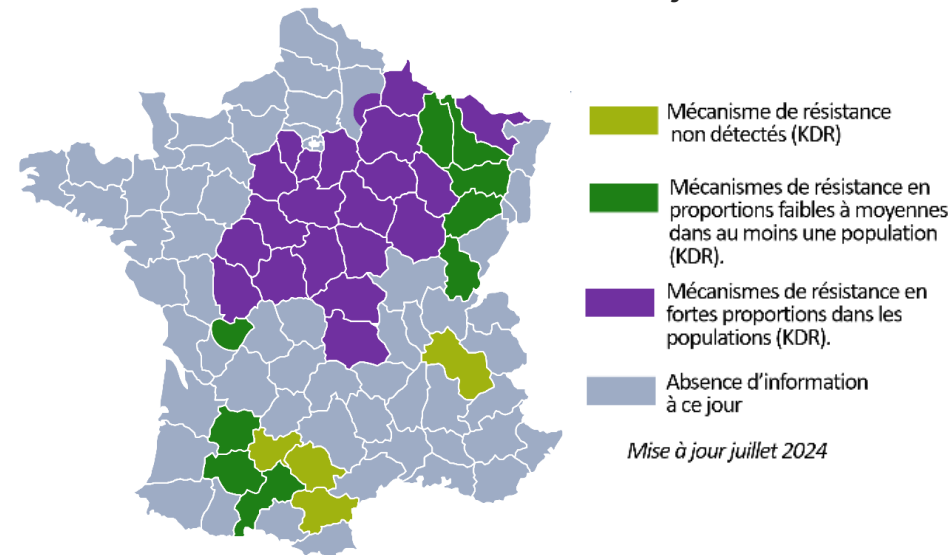 Mécanisme de résistance
non détectés (KDR)
Mécanismes de résistance en
proportions faibles à moyennes
dans au moins une population
(KDR).
Mécanismes de résistance en
fortes proportions dans les
populations (KDR).
Absence d'information
à ce jour
Mise à jour juillet 2024